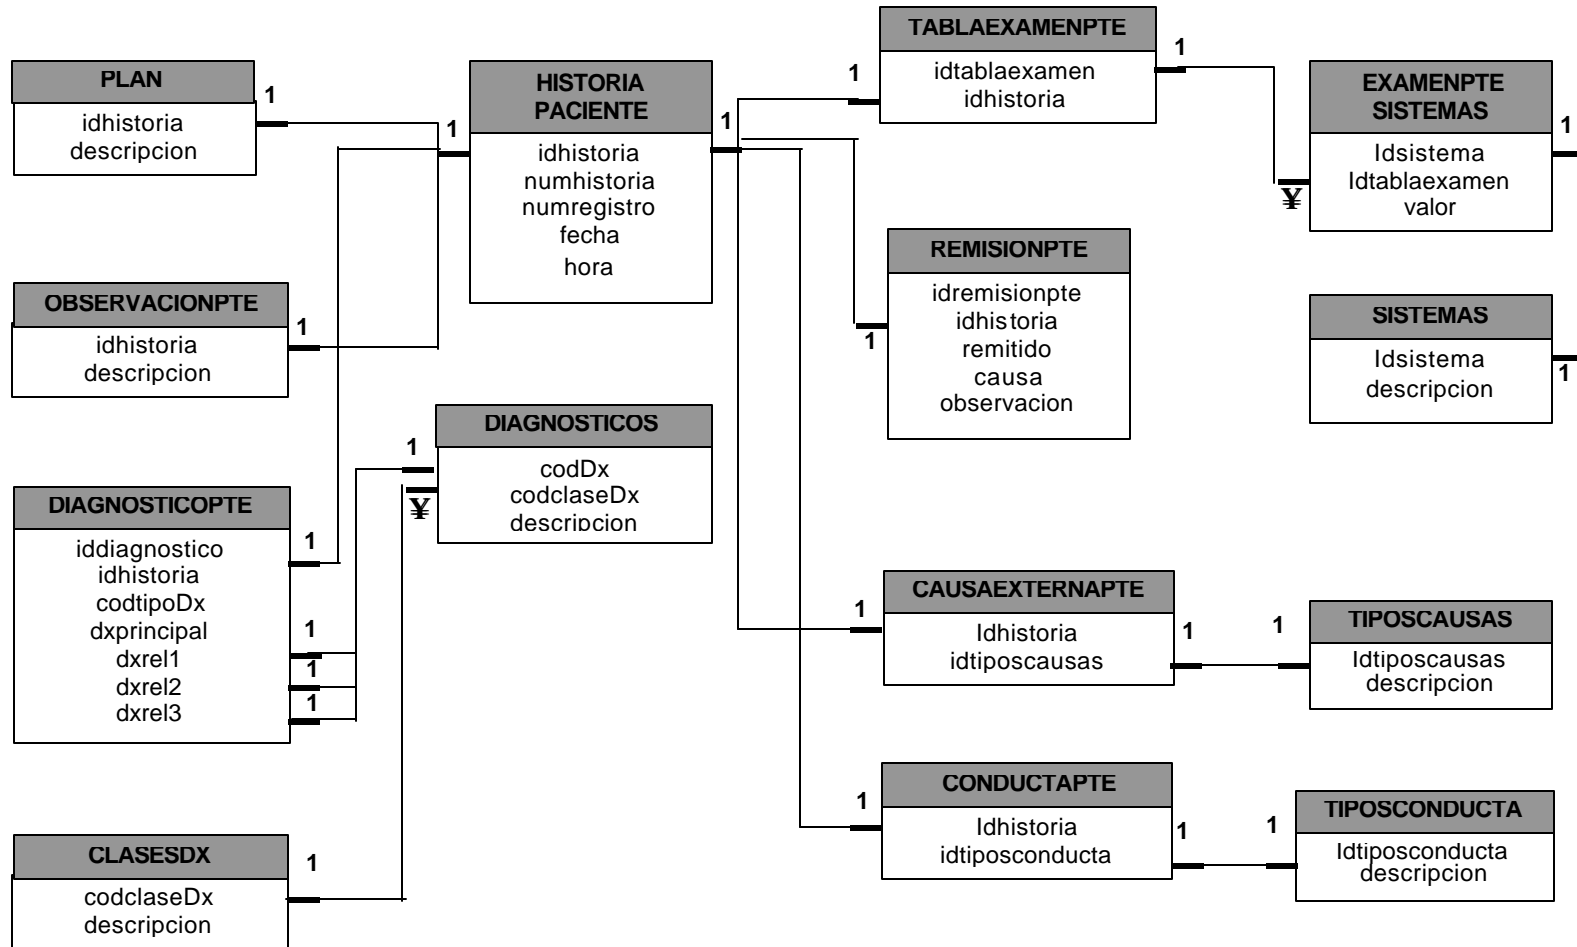 PLAN
1
idhistoria
descripcion
HISTORIA
PACIENTE
1
1
idhistoria
numhistoria
numregistro
fecha
hora
TABLAEXAMENPTE
1
1
idtablaexamen
idhistoria
EXAMENPTE
SISTEMAS
1
Idsistema
Idtablaexamen
valor
¥
OBSERVACIONPTE
1
idhistoria
descripcion
REMISIONPTE
idremisionpte
idhistoria
remitido
causa
observacion
1
SISTEMAS
Idsistema
descripcion
1
DIAGNOSTICOS
1
codDx
codclaseDx
descripcion
¥
DIAGNOSTICOPTE
1
iddiagnostico
idhistoria
codtipoDx
dxprincipal
dxrel1
dxrel2
dxrel3
1
1
1
CAUSAEXTERNAPTE
1
Idhistoria
idtiposcausas
1
1
TIPOSCAUSAS
Idtiposcausas
descripcion
CONDUCTAPTE
1
Idhistoria
idtiposconducta
1
1
TIPOSCONDUCTA
Idtiposconducta
descripcion
CLASESDX
1
codclaseDx
descripcion